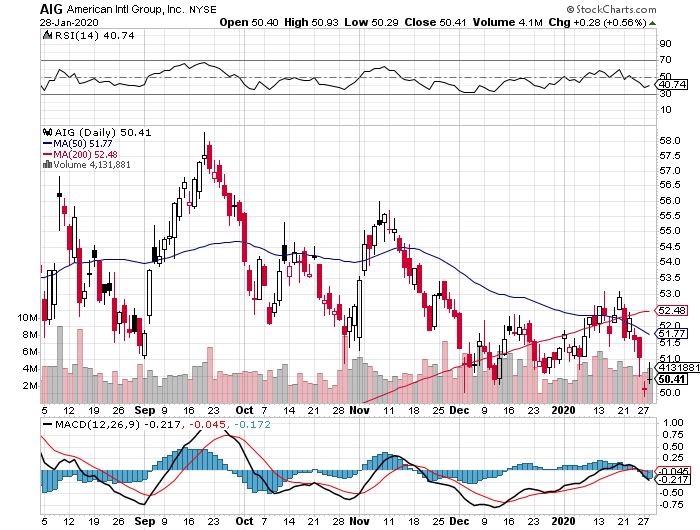 AIG American Intl Group, Inc. NYSE © StockCharts.com
28-Jan-2020 Open 50.40 High 50.93 Low 50.29 Close 50.41 Volume 4.1M Chg +0.28 (+0.56%)
RSI(14) 40.74
90
70
50
40.74
30
10
AIG (Daily) 50.41
MA(50) 51.77
MA(200) 52.48
Volume 4,131,881
58.0
57.5
57.0
56.5
56.0
55.5
55.0
54.5
54.0
53.5
53.0
52.48
52.0
51.77
51.0
4131881
50.41
50.0
10M
8M
6M
4M
2M
5 12 19 26 Sep 9 16 23 Oct 7 14 21 28 Nov 11 18 25 Dec 9 16 23 2020 13 21 27
MACD(12,26,9) -0.217, -0.045, -0.172
1.00
0.75
0.50
0.25
-0.045
-0.217
-0.50
-0.75
5 12 19 26 Sep 9 16 23 Oct 7 14 21 28 Nov 11 18 25 Dec 9 16 23 2020 13 21 27